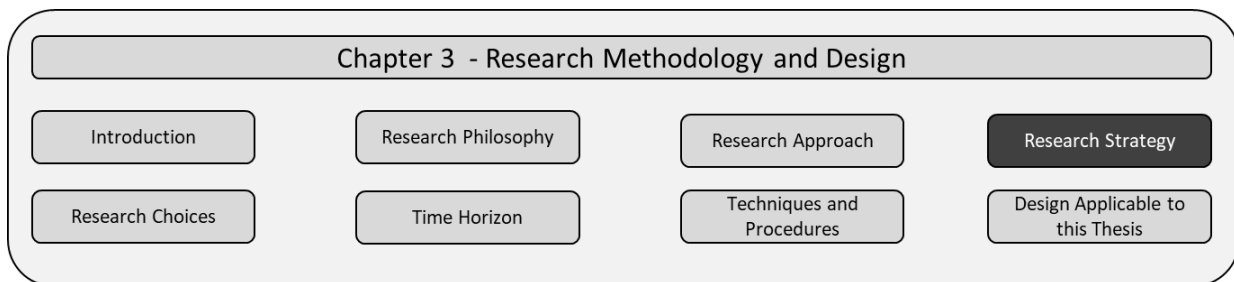 Chapter 3 - Research Methodology and Design
Introduction
Research Philosophy
Research Approach
Research Strategy
Research Choices
Time Horizon
Techniques and
Procedures
Design Applicable to
this Thesis